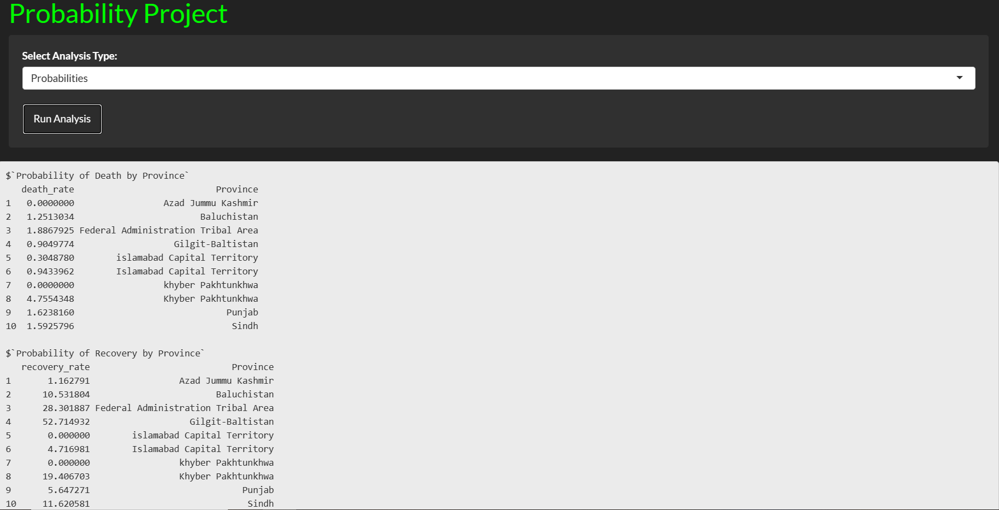 Probability Project
Select Analysis Type:
Probabilities
Run Analysis
$`Probability of Death by Province`
   death_rate                           Province
1   0.0000000                 Azad Jummu Kashmir
2   1.2513034                        Baluchistan
3   1.8867925 Federal Administration Tribal Area
4   0.9049774                   Gilgit-Baltistan
5   0.3048780        islamabad Capital Territory
6   0.9433962        Islamabad Capital Territory
7   0.0000000                 khyber Pakhtunkhwa
8   4.7554348                 Khyber Pakhtunkhwa
9   1.6238160                             Punjab
10  1.5925796                              Sindh
$`Probability of Recovery by Province`
   recovery_rate                           Province
1       1.162791                 Azad Jummu Kashmir
2      10.531804                        Baluchistan
3      28.301887 Federal Administration Tribal Area
4      52.714932                   Gilgit-Baltistan
5       0.000000        islamabad Capital Territory
6       4.716981        Islamabad Capital Territory
7       0.000000                 khyber Pakhtunkhwa
8      19.406703                 Khyber Pakhtunkhwa
9       5.647271                             Punjab
10     11.620581                              Sindh